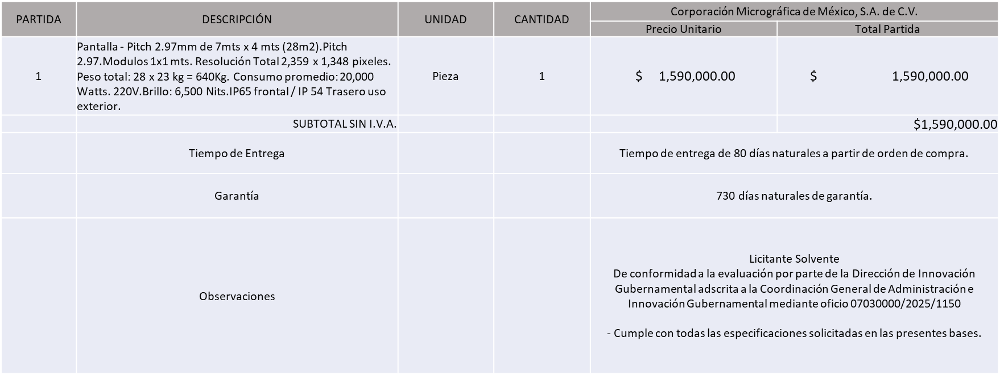 PARTIDA DESCRIPCIÓN UNIDAD CANTIDAD Corporación Micrográfica de México, S.A. de C.V.
Precio Unitario Total Partida
1
Pantalla - Pitch 2.97mm de 7mts x 4 mts (28m2).Pitch
2.97.Modulos 1x1 mts. Resolución Total 2,359 x 1,348 pixeles.
Peso total: 28 x 23 kg = 640Kg. Consumo promedio: 20,000
Watts. 220V.Brillo: 6,500 Nits.IP65 frontal / IP 54 Trasero uso
exterior.
Pieza 1 $ 1,590,000.00 $ 1,590,000.00
SUBTOTAL SIN I.V.A. $1,590,000.00
Tiempo de Entrega Tiempo de entrega de 80 días naturales a partir de orden de compra.
Garantía 730 días naturales de garantía.
Observaciones
Licitante Solvente
De conformidad a la evaluación por parte de la Dirección de Innovación
Gubernamental adscrita a la Coordinación General de Administración e
Innovación Gubernamental mediante oficio 07030000/2025/1150
- Cumple con todas las especificaciones solicitadas en las presentes bases.